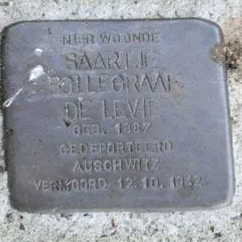 HIER WOONDE
SAARTJE
BOLLEGRAAF
DE LEVIE
GEB. 1887
GEDEPORTEERD
AUSCHWITZ
VERMOORD 12.10.1942